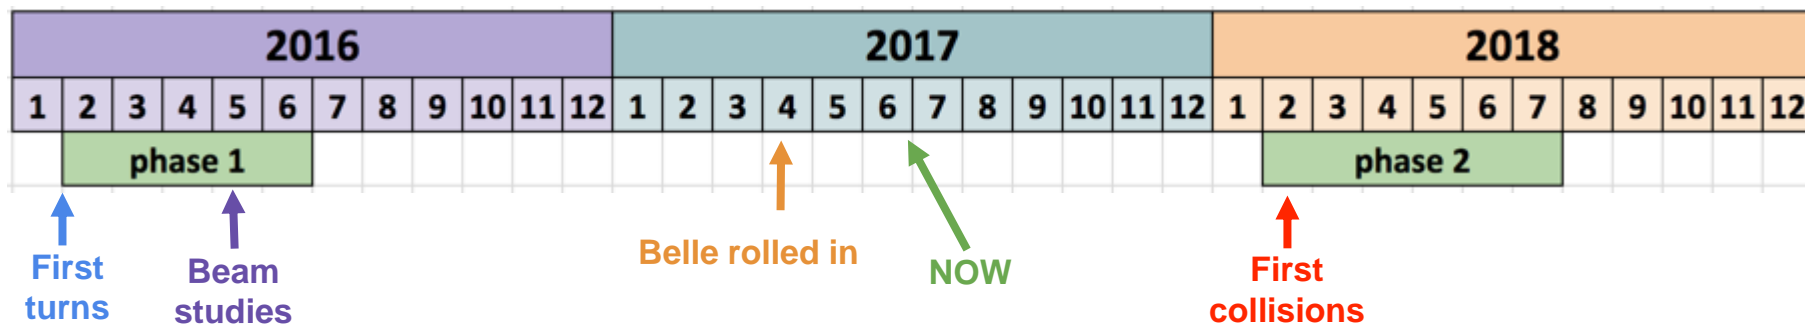 2016 2017 2018
1 2 3 4 5 6 7 8 9 10 11 12 1 2 3 4 5 6 7 8 9 10 11 12 1 2 3 4 5 6 7 8 9 10 11 12
phase 1 phase 2
First
turns
Beam
studies
Belle rolled in
NOW
First
collisions